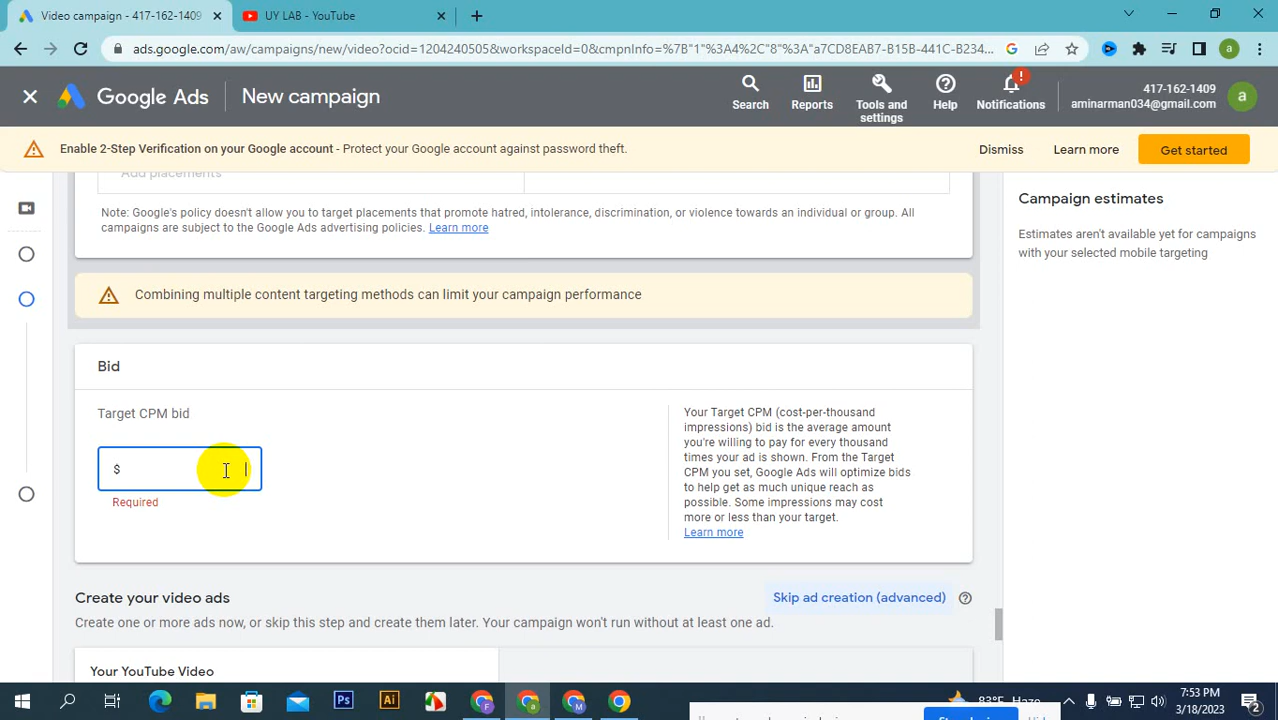 Video campaign - 417-162-1409
UY LAB - YouTube
ads.google.com/aw/campaigns/new/video?ocid=1204240505&workspaceId=0&cmpnInfo=%7B"1"%3A4%2C"8"%3A"a7CD8EAB7-B15B-441C-B234...
Google Ads
New campaign
Search
Reports
Tools and
settings
Help
Notifications
417-162-1409
aminarman034@gmail.com
a
Enable 2-Step Verification on your Google account - Protect your Google account against password theft.
Dismiss
Learn more
Get started
Add placements
Note: Google's policy doesn't allow you to target placements that promote hatred, intolerance, discrimination, or violence towards an individual or group. All
campaigns are subject to the Google Ads advertising policies. Learn more
Campaign estimates
Estimates aren't available yet for campaigns
with your selected mobile targeting
Combining multiple content targeting methods can limit your campaign performance
Bid
Target CPM bid
$
Required
Your Target CPM (cost-per-thousand
impressions) bid is the average amount
you're willing to pay for every thousand
times your ad is shown. From the Target
CPM you set, Google Ads will optimize bids
to help get as much unique reach as
possible. Some impressions may cost
more or less than your target.
Learn more
Create your video ads
Skip ad creation (advanced)
Create one or more ads now, or skip this step and create them later. Your campaign won't run without at least one ad.
Your YouTube Video
83°F Haze
7:53 PM
3/18/2023